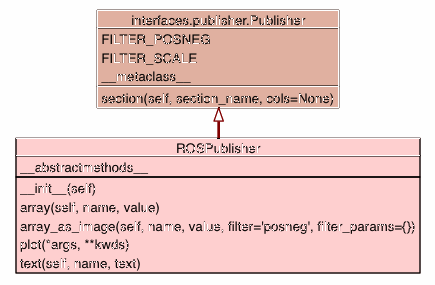 interfaces.publisher.Publisher
FILTER_POSNEG
FILTER_SCALE
__metaclass__
section(self, section_name, cols=None)
ROSPublisher
__abstractmethods__
__init__(self)
array(self, name, value)
array_as_image(self, name, value, filter='posneg', filter_params={})
plot(*args, **kwds)
text(self, name, text)